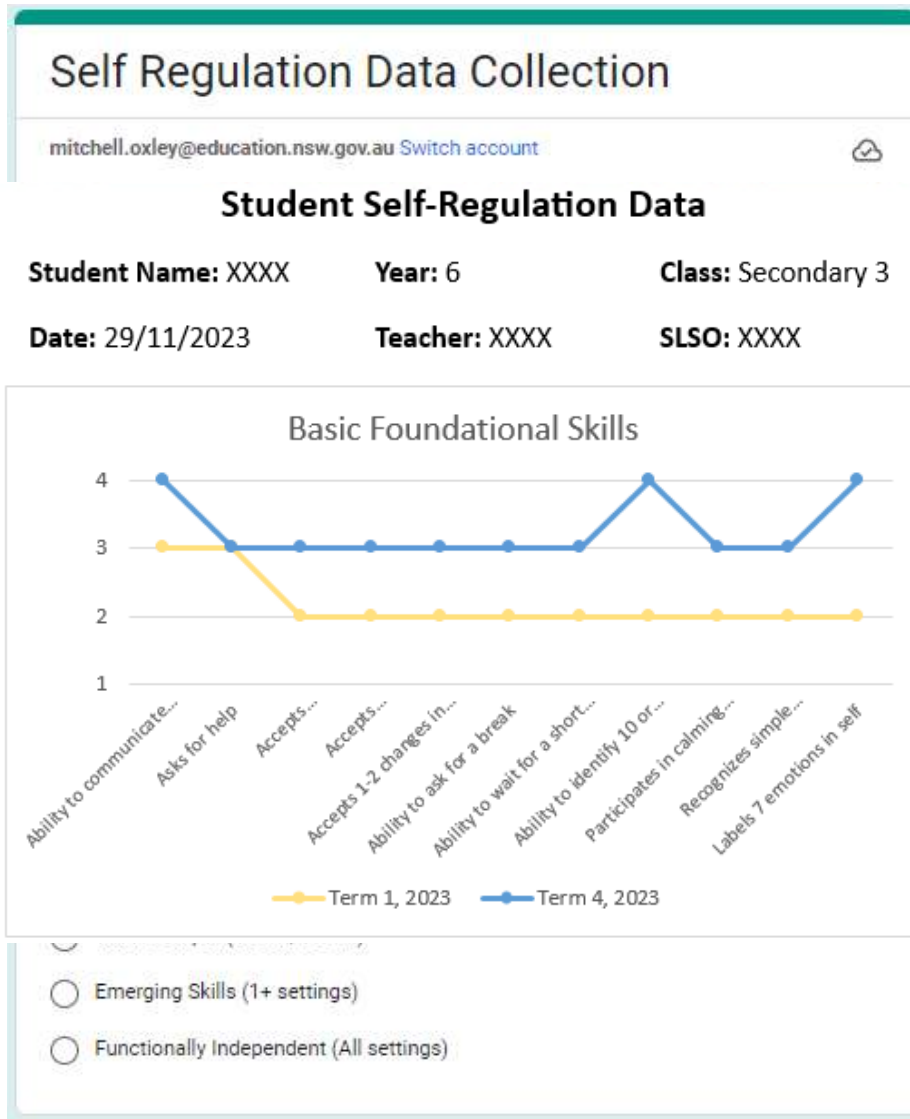 Self Regulation Data Collection
mitchell.oxley@education.nsw.gov.au Switch account
Student Self-Regulation Data
Student Name: XXXX Year: 6 Class: Secondary 3
Date: 29/11/2023 Teacher: XXXX SLSO: XXXX
Basic Foundational Skills
4
3
2
1
Ability to communicate...
Asks for help
Accepts...
Accepts...
Accepts 1-2 changes in...
Ability to ask for a break
Ability to wait for a short...
Ability to identify 10 or...
Participates in calming...
Recognizes simple...
Labels 7 emotions in self
Term 1, 2023 Term 4, 2023
Emerging Skills (1+ settings)
Functionally Independent (All settings)